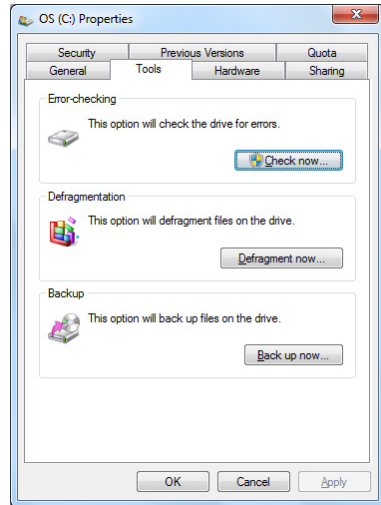 OS (C:) Properties
Security Previous Versions Quota
General Tools Hardware Sharing
Error-checking
This option will check the drive for errors.
Check now...
Defragmentation
This option will defragment files on the drive.
Defragment now...
Backup
This option will back up files on the drive.
Back up now...
OK Cancel Apply